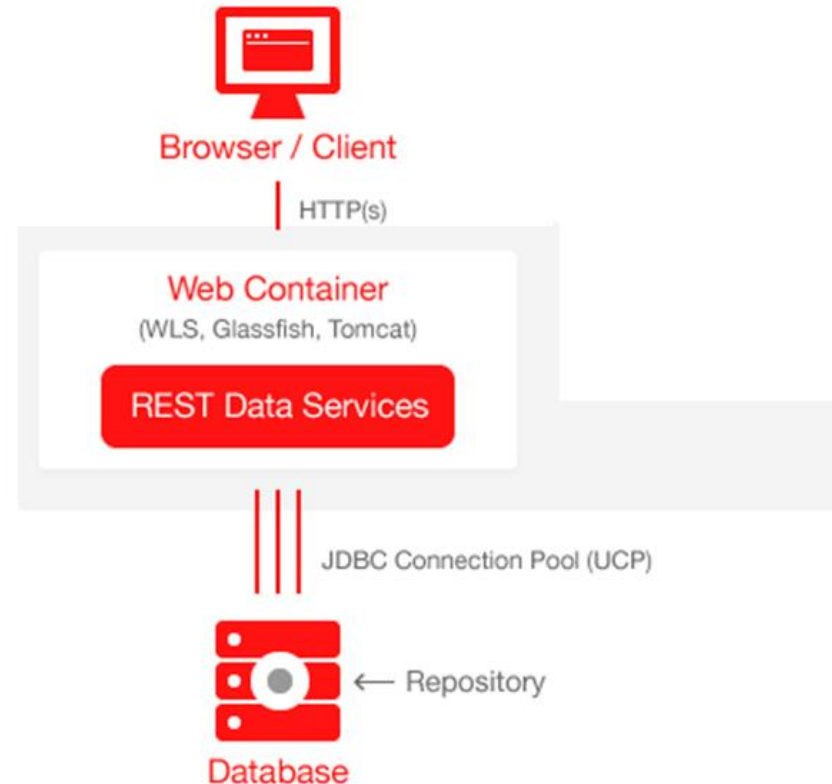 Browser / Client
HTTP(s)
Web Container
(WLS, Glassfish, Tomcat)
REST Data Services
JDBC Connection Pool (UCP)
Repository
Database